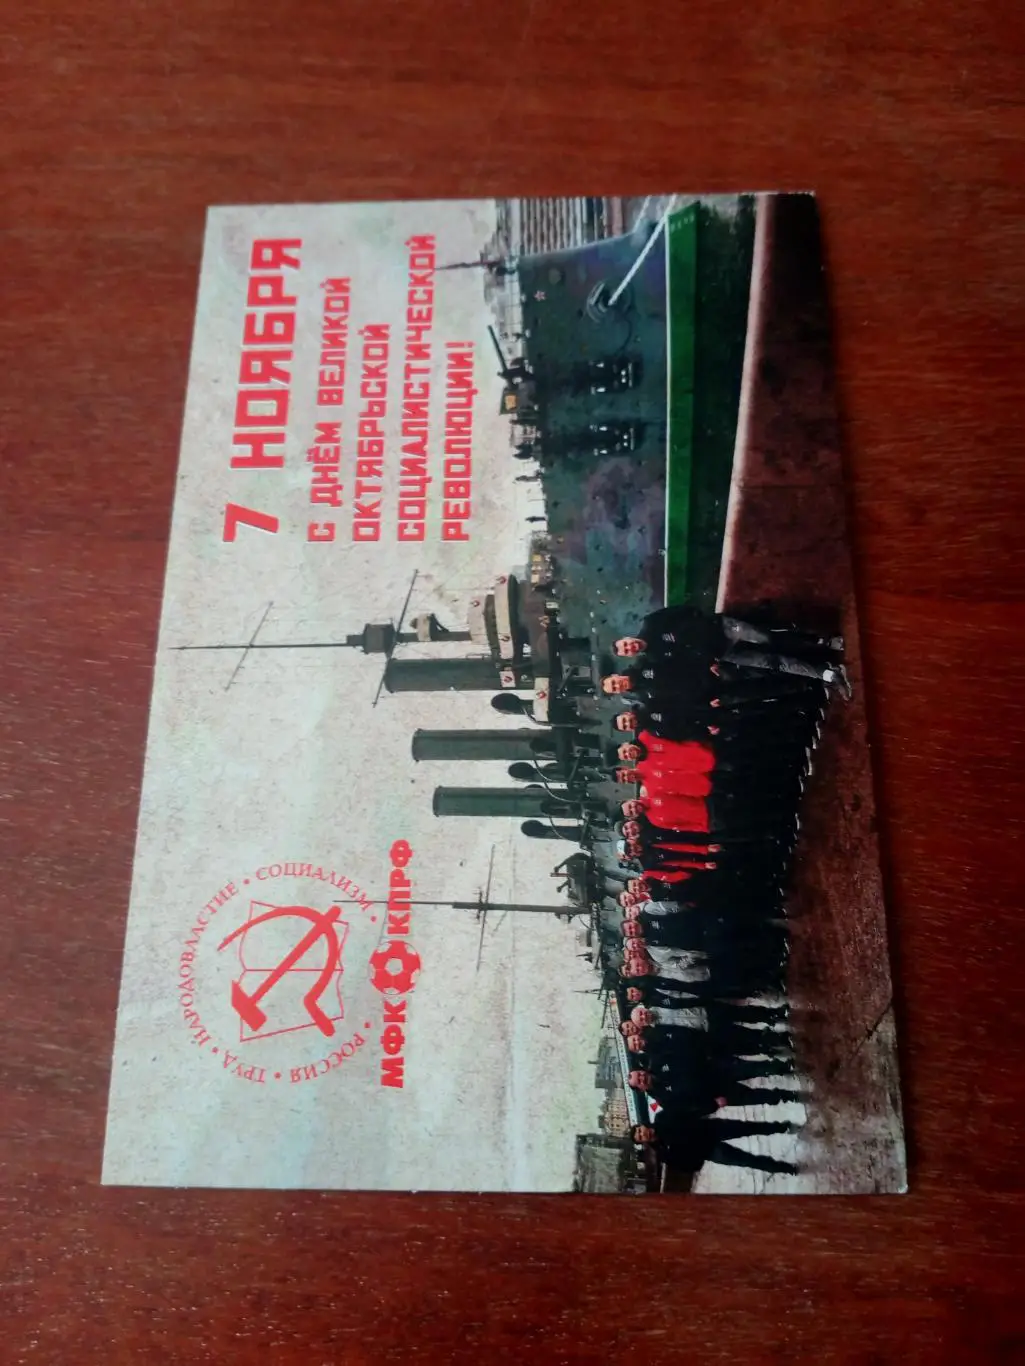 7 НОЯБРЯ
С ДНЁМ ВЕЛИКОЙ
ОКТЯБРЬСКОЙ
СОЦИАЛИСТИЧЕСКОЙ
РЕВОЛЮЦИИ!
РОССИЯ • ТРУД • НАРОДОВЛАСТИЕ • СОЦИАЛИЗМ •
МФК КПРФ